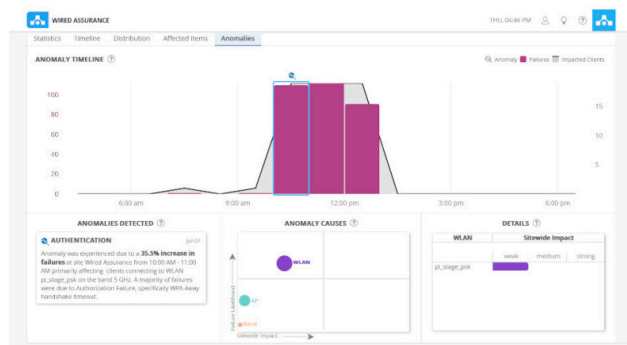 WIRED ASSURANCE
THU, 04:46 PM
Statistics Timeline Distribution Affected Items Anomalies
ANOMALY TIMELINE
Anomaly Failures Impacted Clients
100
80
60
40
20
0
15
10
5
6:00 am 9:00 am 12:00 pm 3:00 pm 6:00 pm
ANOMALIES DETECTED
AUTHENTICATION
Jul 01
Anomaly was experienced due to a 35.5% increase in
failures at site Wired Assurance from 10:00 AM - 11:00
AM primarily affecting clients connecting to WLAN
pi_stage_psk on the band 5 GHz. A majority of failures
were due to Authorization Failure, specifically WPA 4way
handshake timeout.
ANOMALY CAUSES
Failure Likelihood
WLAN
AP
Band
Sitewide Impact
DETAILS
WLAN Sitewide Impact
weak medium strong
pi_stage_psk